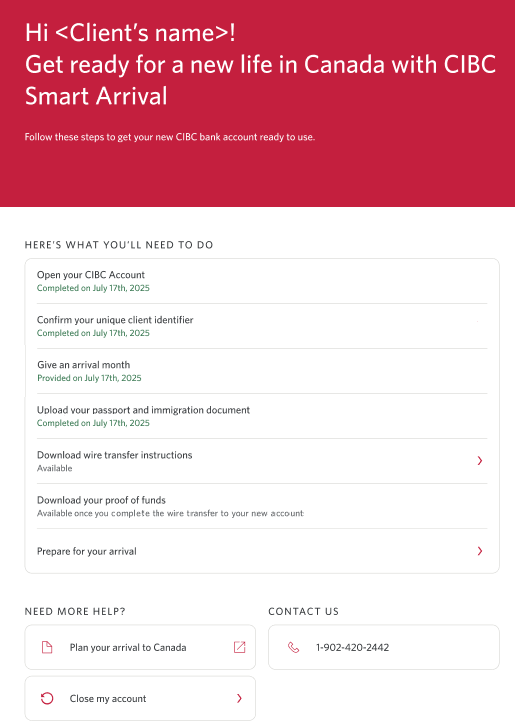 Hi <Client's name>!
Get ready for a new life in Canada with CIBC
Smart Arrival
Follow these steps to get your new CIBC bank account ready to use.
HERE'S WHAT YOU'LL NEED TO DO
Open your CIBC Account
Completed on July 17th, 2025
Confirm your unique client identifier
Completed on July 17th, 2025
Give an arrival month
Provided on July 17th, 2025
Upload your passport and immigration document
Completed on July 17th, 2025
Download wire transfer instructions
Available
Download your proof of funds
Available once you complete the wire transfer to your new account
Prepare for your arrival
NEED MORE HELP?
Plan your arrival to Canada
Close my account
CONTACT US
1-902-420-2442